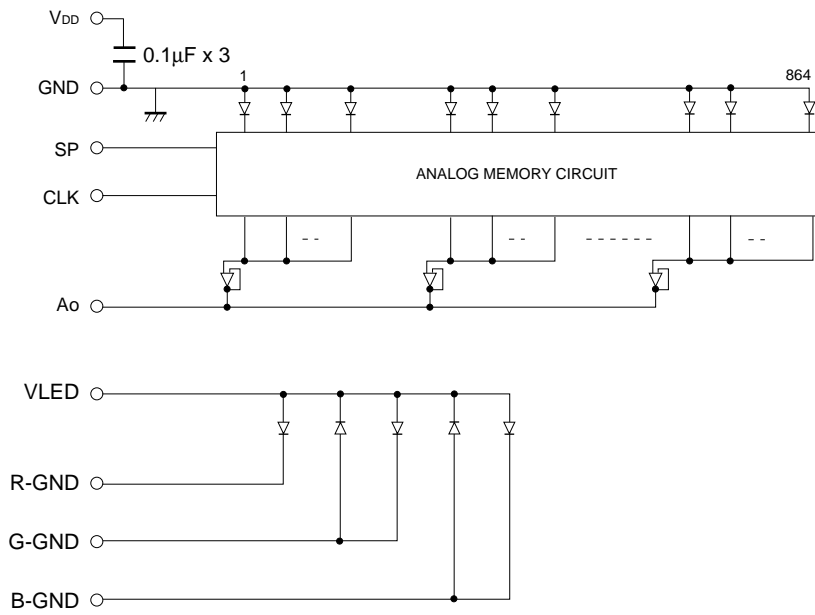 VDD
0.1µF x 3
GND
1
864
SP
ANALOG MEMORY CIRCUIT
CLK
Ao
VLED
R-GND
G-GND
B-GND